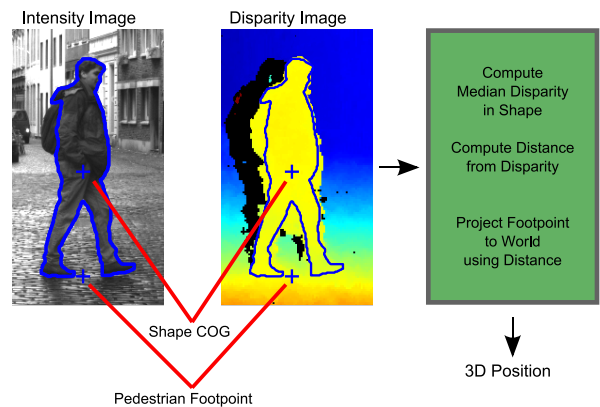 Intensity Image
Disparity Image
Compute
Median Disparity
in Shape
Compute Distance
from Disparity
Project Footpoint
to World
using Distance
Shape COG
Pedestrian Footpoint
3D Position